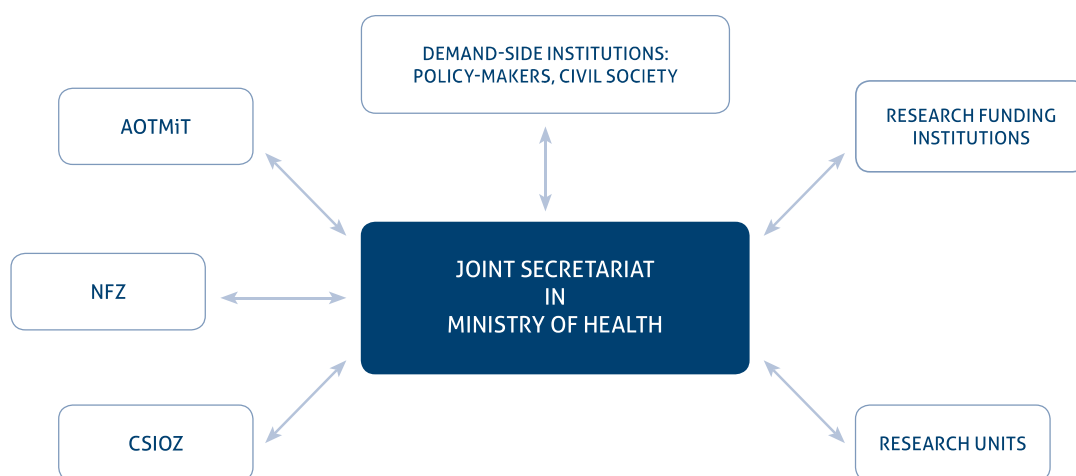 DEMAND-SIDE INSTITUTIONS:
POLICY-MAKERS, CIVIL SOCIETY
AOTMiT
RESEARCH FUNDING
INSTITUTIONS
JOINT SECRETARIAT
IN
MINISTRY OF HEALTH
NFZ
CSIOZ
RESEARCH UNITS